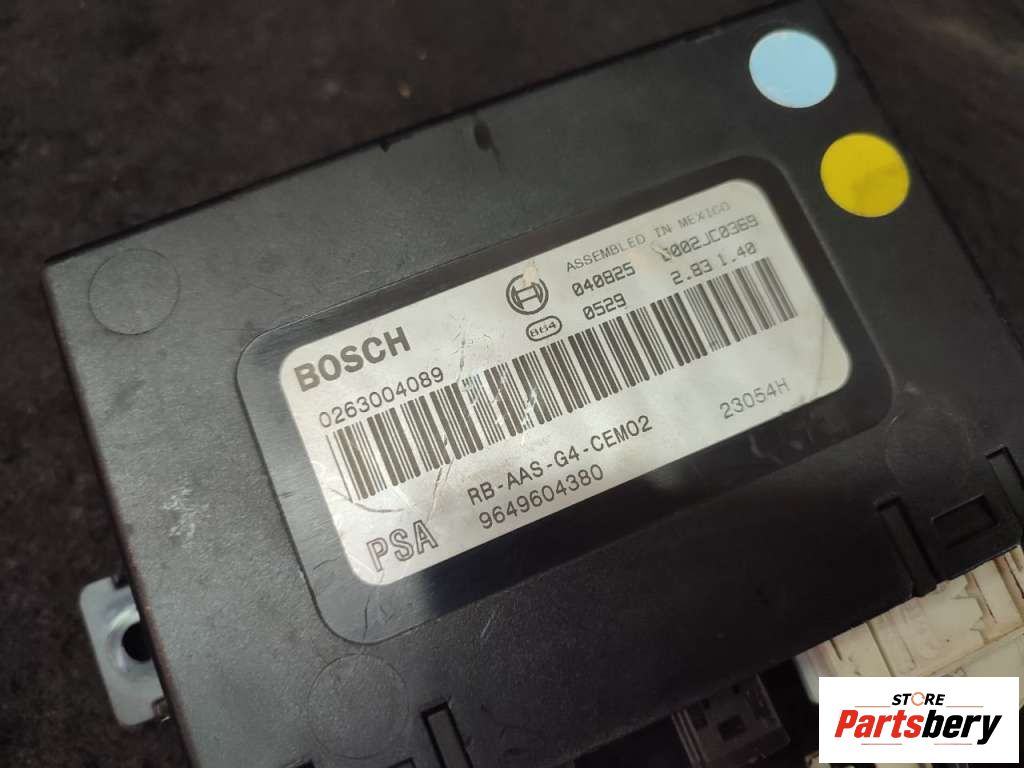 ASSEMBLED IN MEXICO
040825 1002JC0369
864
0529 2.83 1.40
BOSCH
0263004089
23054H
RB-AAS-G4-CEM02
9649604380
PSA
STORE
Partsbery